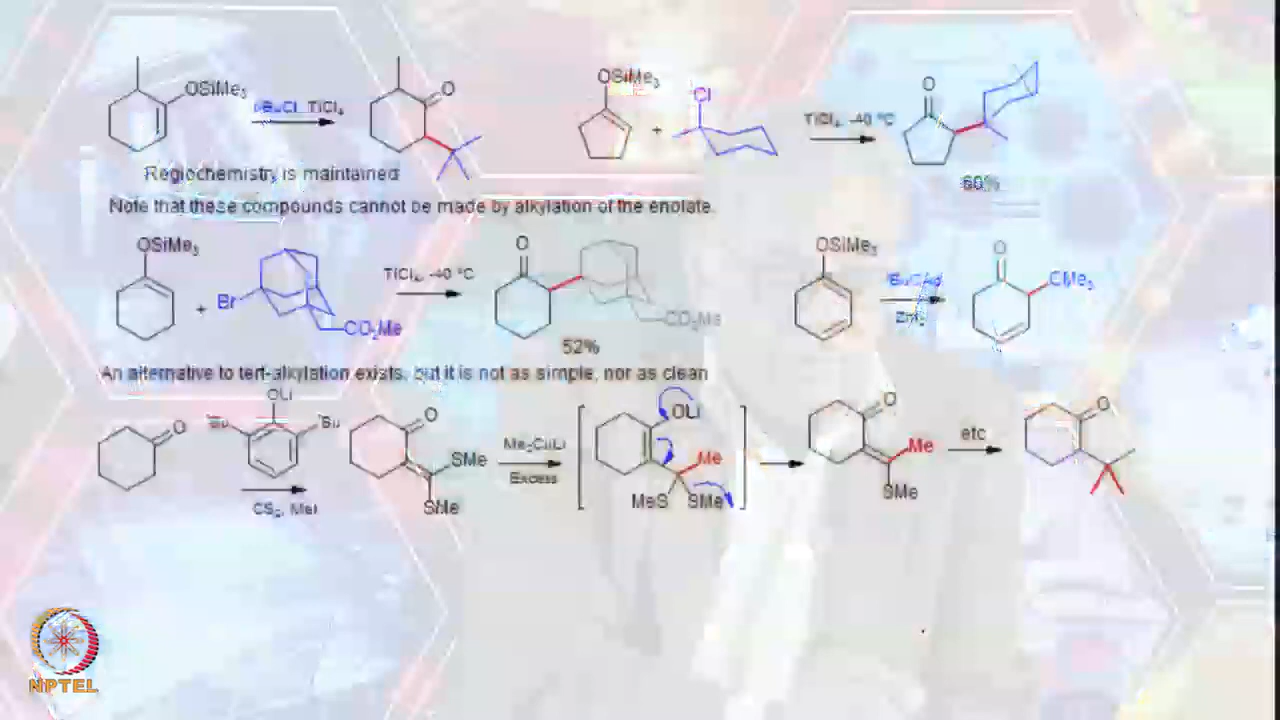 OSiMe3
tBuCl TiCl4
O
OSiMe3
+
Cl
TiCl4, -40 °C
O
60%
Regiochemistry is maintained
Note that these compounds cannot be made by alkylation of the enolate.
OSiMe3
+
Br
CO2Me
TiCl4, -40 °C
O
CO2Me
52%
OSiMe3
O
CMe3
An alternative to tert-alkylation exists, but it is not as simple, nor as clean
O
OLi
tBu
tBu
CS2, MeI
O
SMe
SMe
Me2CuLi
Excess
OLi
Me
MeS
SMe
O
Me
SMe
etc
O
NPTEL